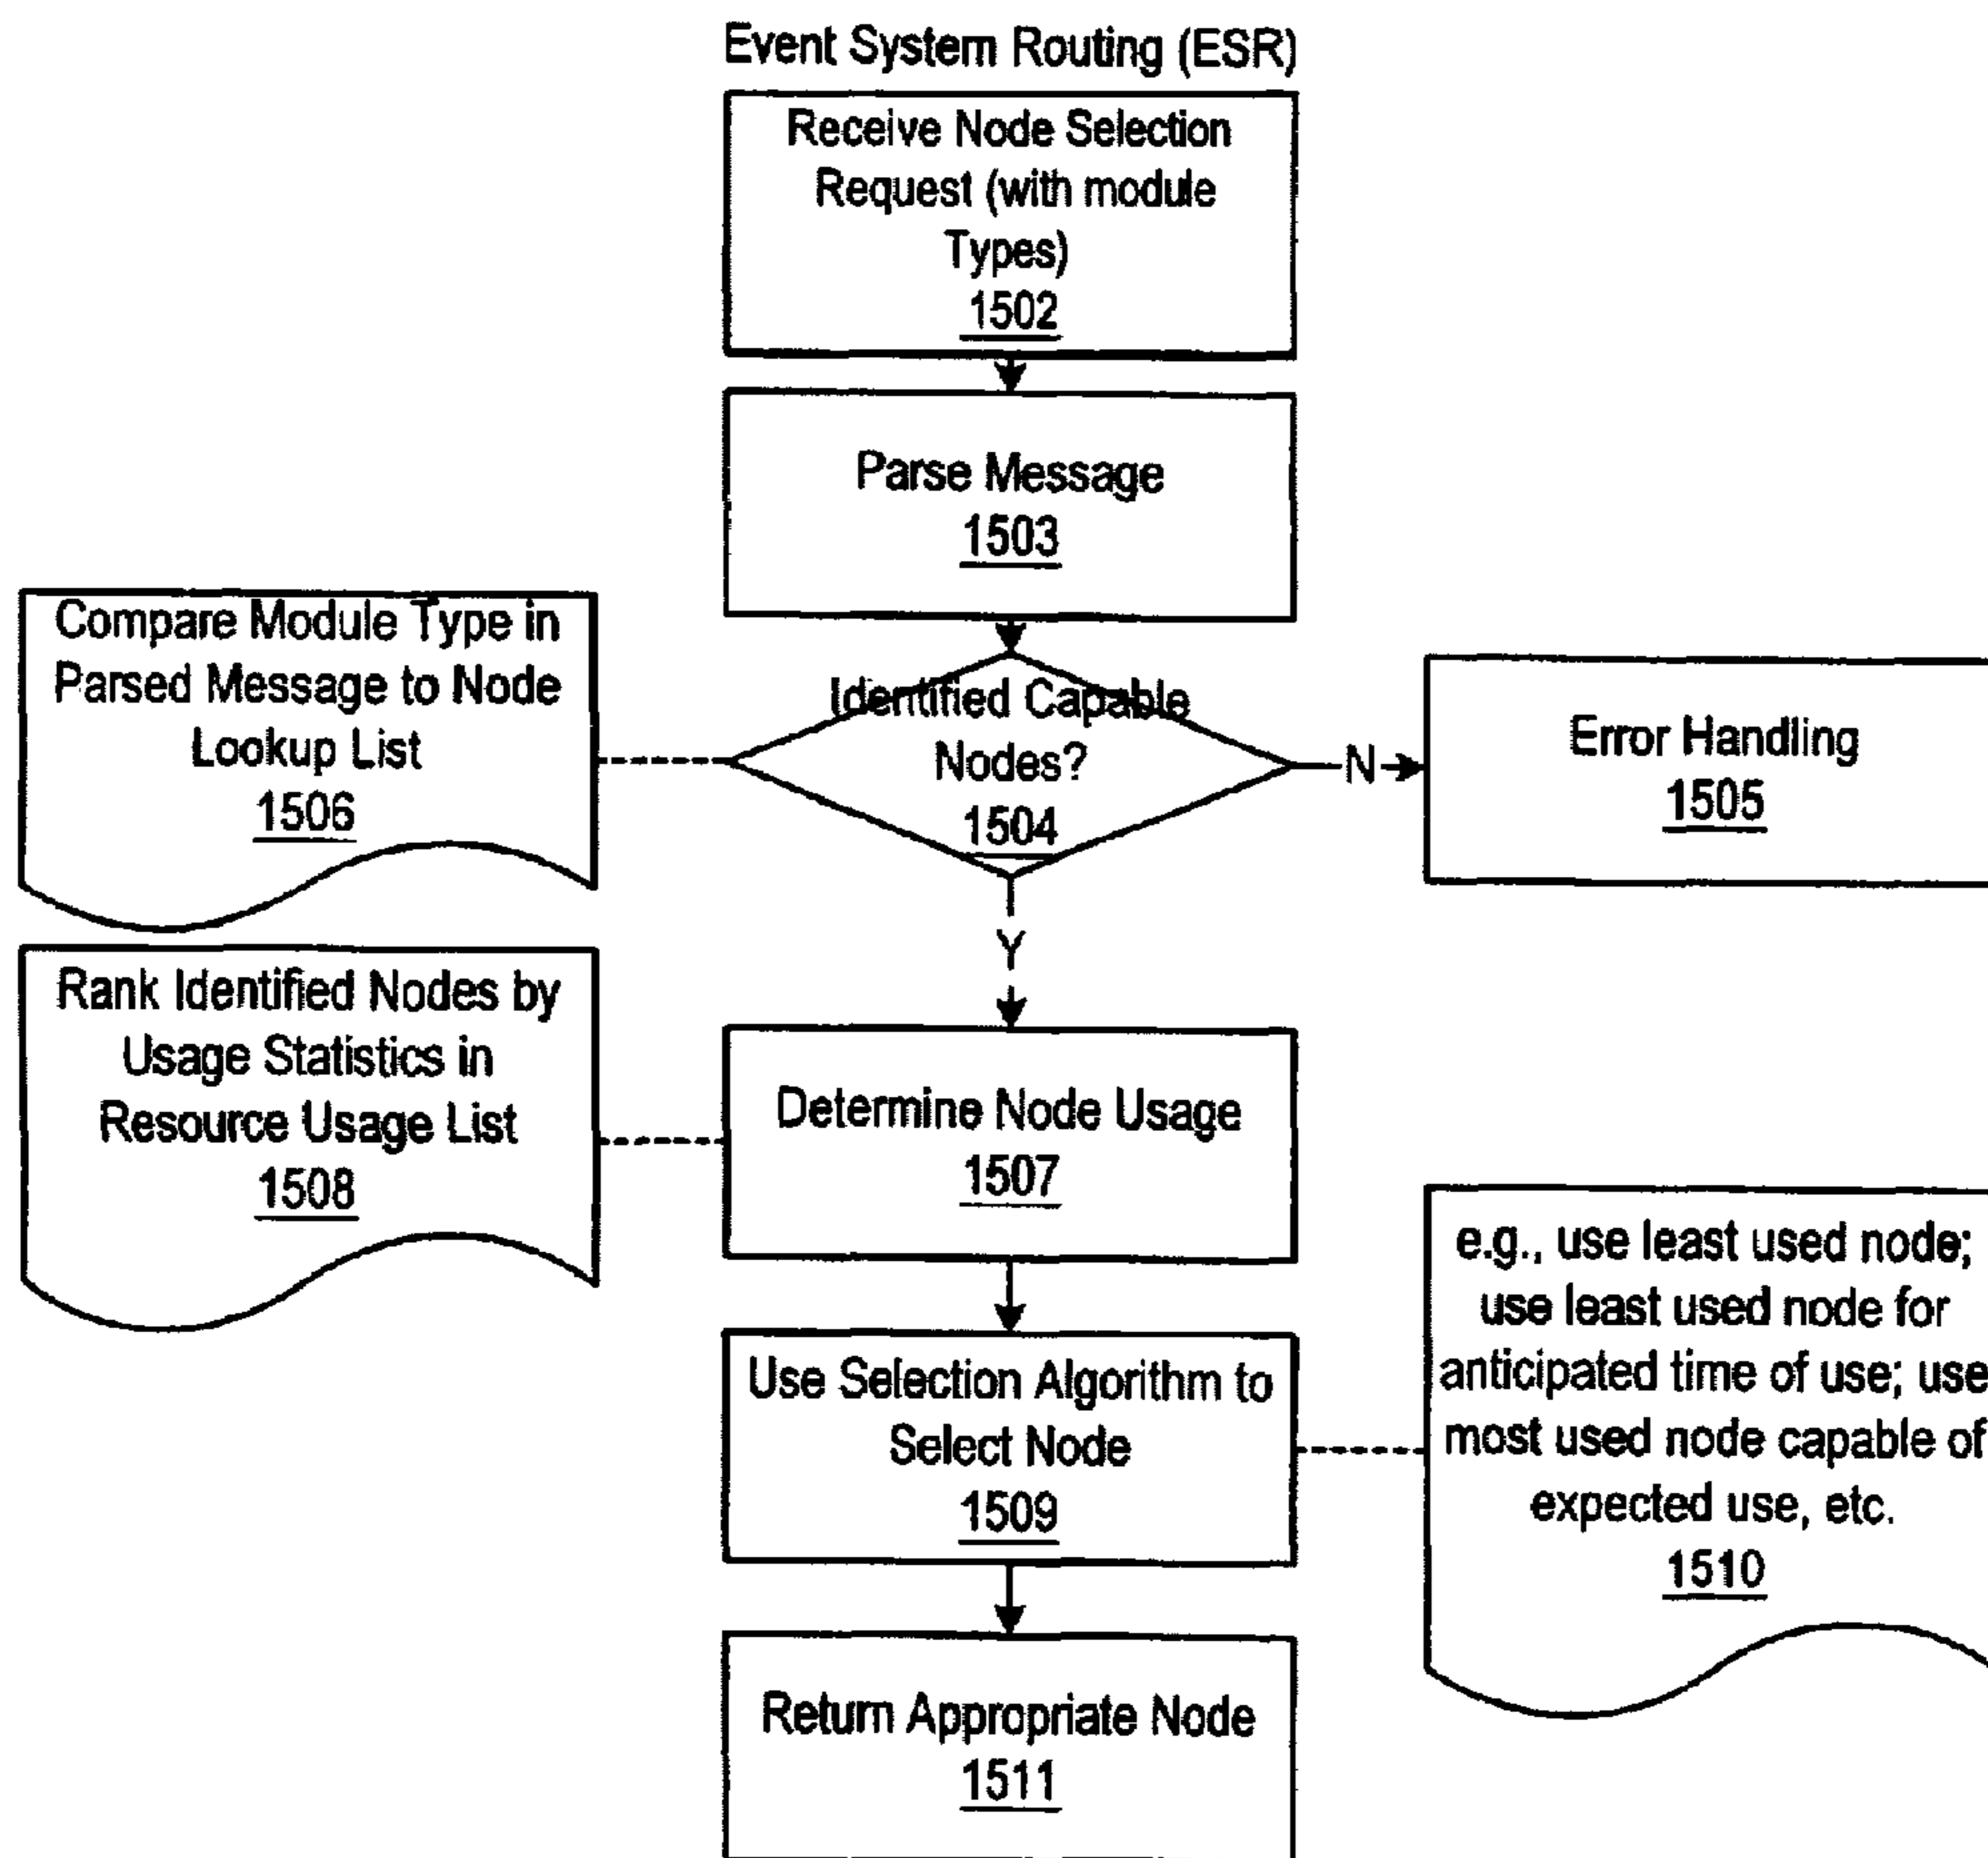 Event System Routing (ESR)
Receive Node Selection
Request (with module
Types)
1502
Parse Message
1503
Compare Module Type in
Parsed Message to Node
Lookup List
1506
Identified Capable
Nodes?
1504
N
Error Handling
1505
Y
Rank Identified Nodes by
Usage Statistics in
Resource Usage List
1508
Determine Node Usage
1507
Use Selection Algorithm to
Select Node
1509
e.g., use least used node;
use least used node for
anticipated time of use; use
most used node capable of
expected use, etc.
1510
Return Appropriate Node
1511